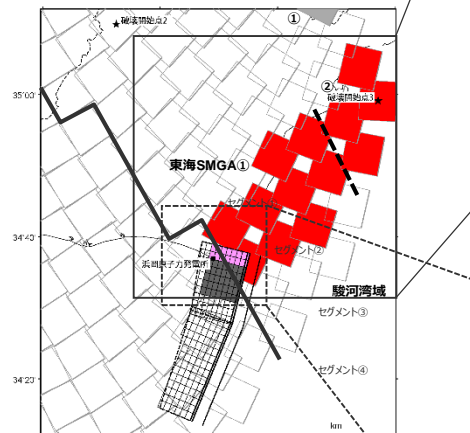 ①
★破壊開始点2
②
35°00'
破壊開始点3★
東海SMGA①
セグメント
34°40'
セグメント②
浜岡原子力発電所
駿河湾域
セグメント③
セグメント④
34°20'
km